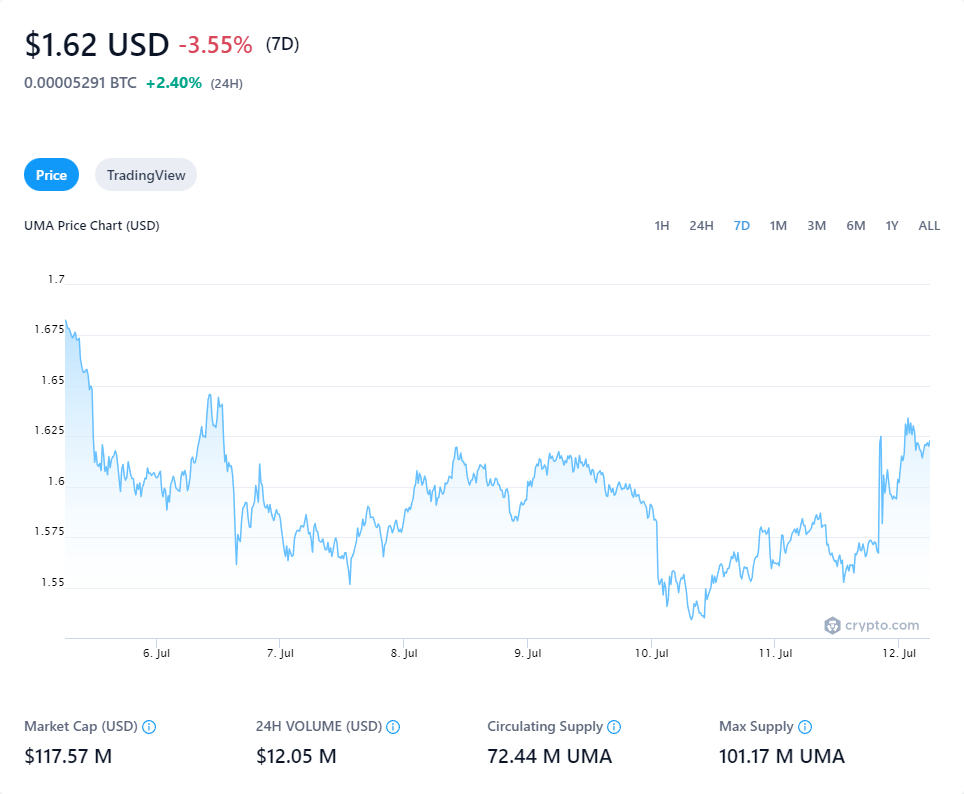 $1.62 USD -3.55% (7D)
0.00005291 BTC +2.40% (24H)
Price TradingView
UMA Price Chart (USD) 1H 24H 7D 1M 3M 6M 1Y ALL
1.7
1.675
1.65
1.625
1.6
1.575
1.55
crypto.com
6. Jul 7. Jul 8. Jul 9. Jul 10. Jul 11. Jul 12. Jul
Market Cap (USD) 24H VOLUME (USD) Circulating Supply Max Supply
$117.57 M $12.05 M 72.44 M UMA 101.17 M UMA